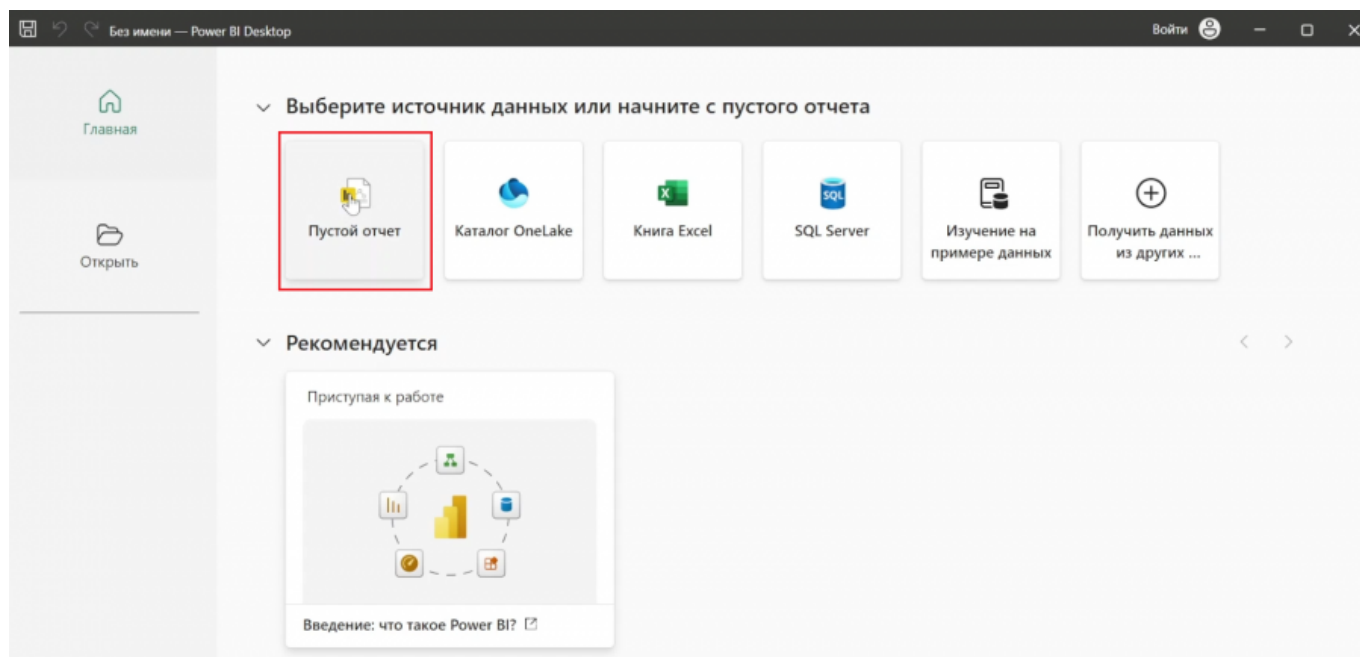 Без имени — Power BI Desktop
Войти
Главная
Открыть
Выберите источник данных или начните с пустого отчета
Пустой отчет
Каталог OneLake
Книга Excel
SQL
SQL Server
Изучение на
примере данных
Получить данных
из других ...
Рекомендуется
Приступая к работе
Введение: что такое Power BI?